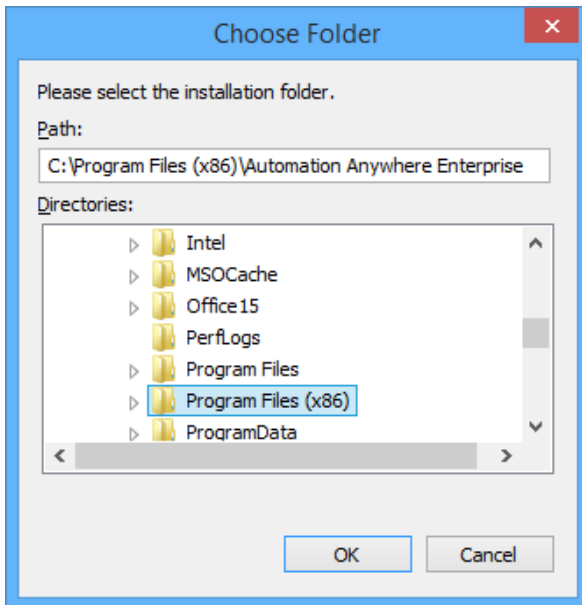 Choose Folder
Please select the installation folder.
Path:
C:\Program Files (x86)\Automation Anywhere Enterprise
Directories:
Intel
MSOCache
Office15
PerfLogs
Program Files
Program Files (x86)
ProgramData
OK Cancel